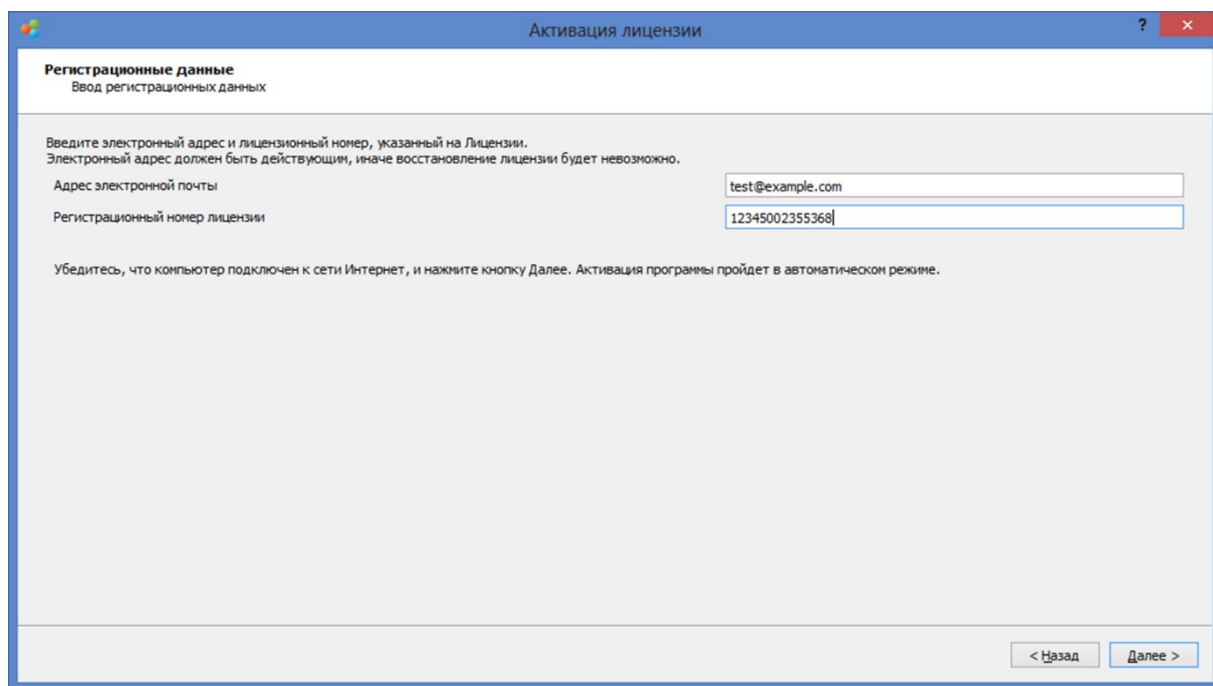 Активация лицензии
?
×
Регистрационные данные
Ввод регистрационных данных
Введите электронный адрес и лицензионный номер, указанный на Лицензии.
Электронный адрес должен быть действующим, иначе восстановление лицензии будет невозможно.
Адрес электронной почты
test@example.com
Регистрационный номер лицензии
12345002355368
Убедитесь, что компьютер подключен к сети Интернет, и нажмите кнопку Далее. Активация программы пройдет в автоматическом режиме.
< Назад
Далее >